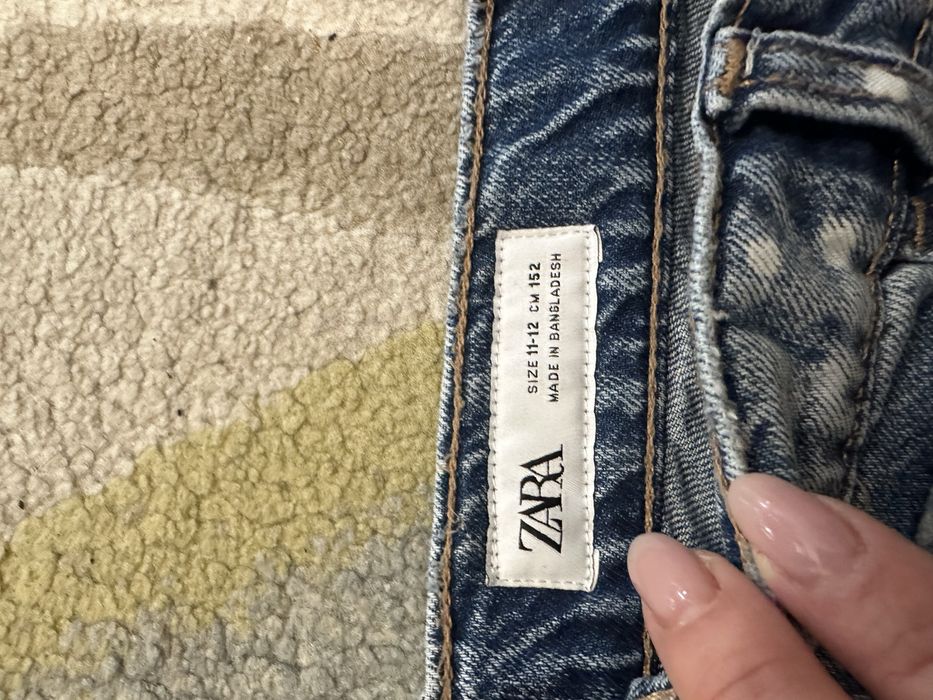 ZARA
SIZE 11-12 CM 152
MADE IN BANGLADESH